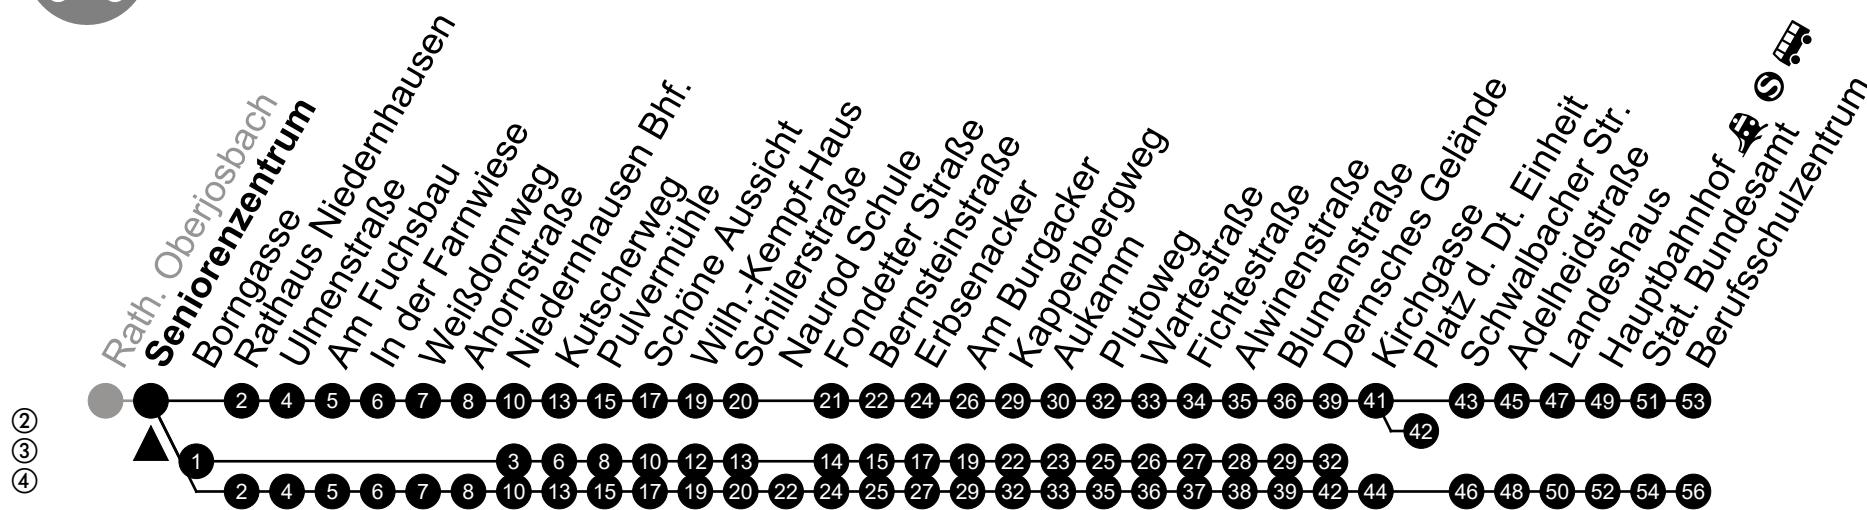 Rath. Oberjosbach
Seniorenzentrum
Borngasse
Rathaus Niedernhausen
Ulmenstraße
Am Fuchsbau
In der Farnwiese
Weißdornweg
Ahornstraße
Niedernhausen Bhf.
Kutscherweg
Pulvermühle
Schöne Aussicht
Wilh.-Kempf-Haus
Schillerstraße
Naurod Schule
Fondetter Straße
Bernsteinstraße
Erbsenacker
Am Burgacker
Kappenbergweg
Aukamm
Plutoweg
Wartestraße
Fichtestraße
Alwinenstraße
Blumenstraße
Dernsches Gelände
Kirchgasse
Platz d. Dt. Einheit
Schwalbacher Str.
Adelheidstraße
Landeshaus
Hauptbahnhof Ⓢ
Stat. Bundesamt
Berufsschulzentrum
2 4 5 6 7 8 10 13 15 17 19 20 21 22 24 26 29 30 32 33 34 35 36 39 41 43 45 47 49 51 53
② 42
③ 1 3 6 8 10 12 13 14 15 17 19 22 23 25 26 27 28 29 32
④ 2 4 5 6 7 8 10 13 15 17 19 20 22 24 25 27 29 32 33 35 36 37 38 39 42 44 46 48 50 52 54 56